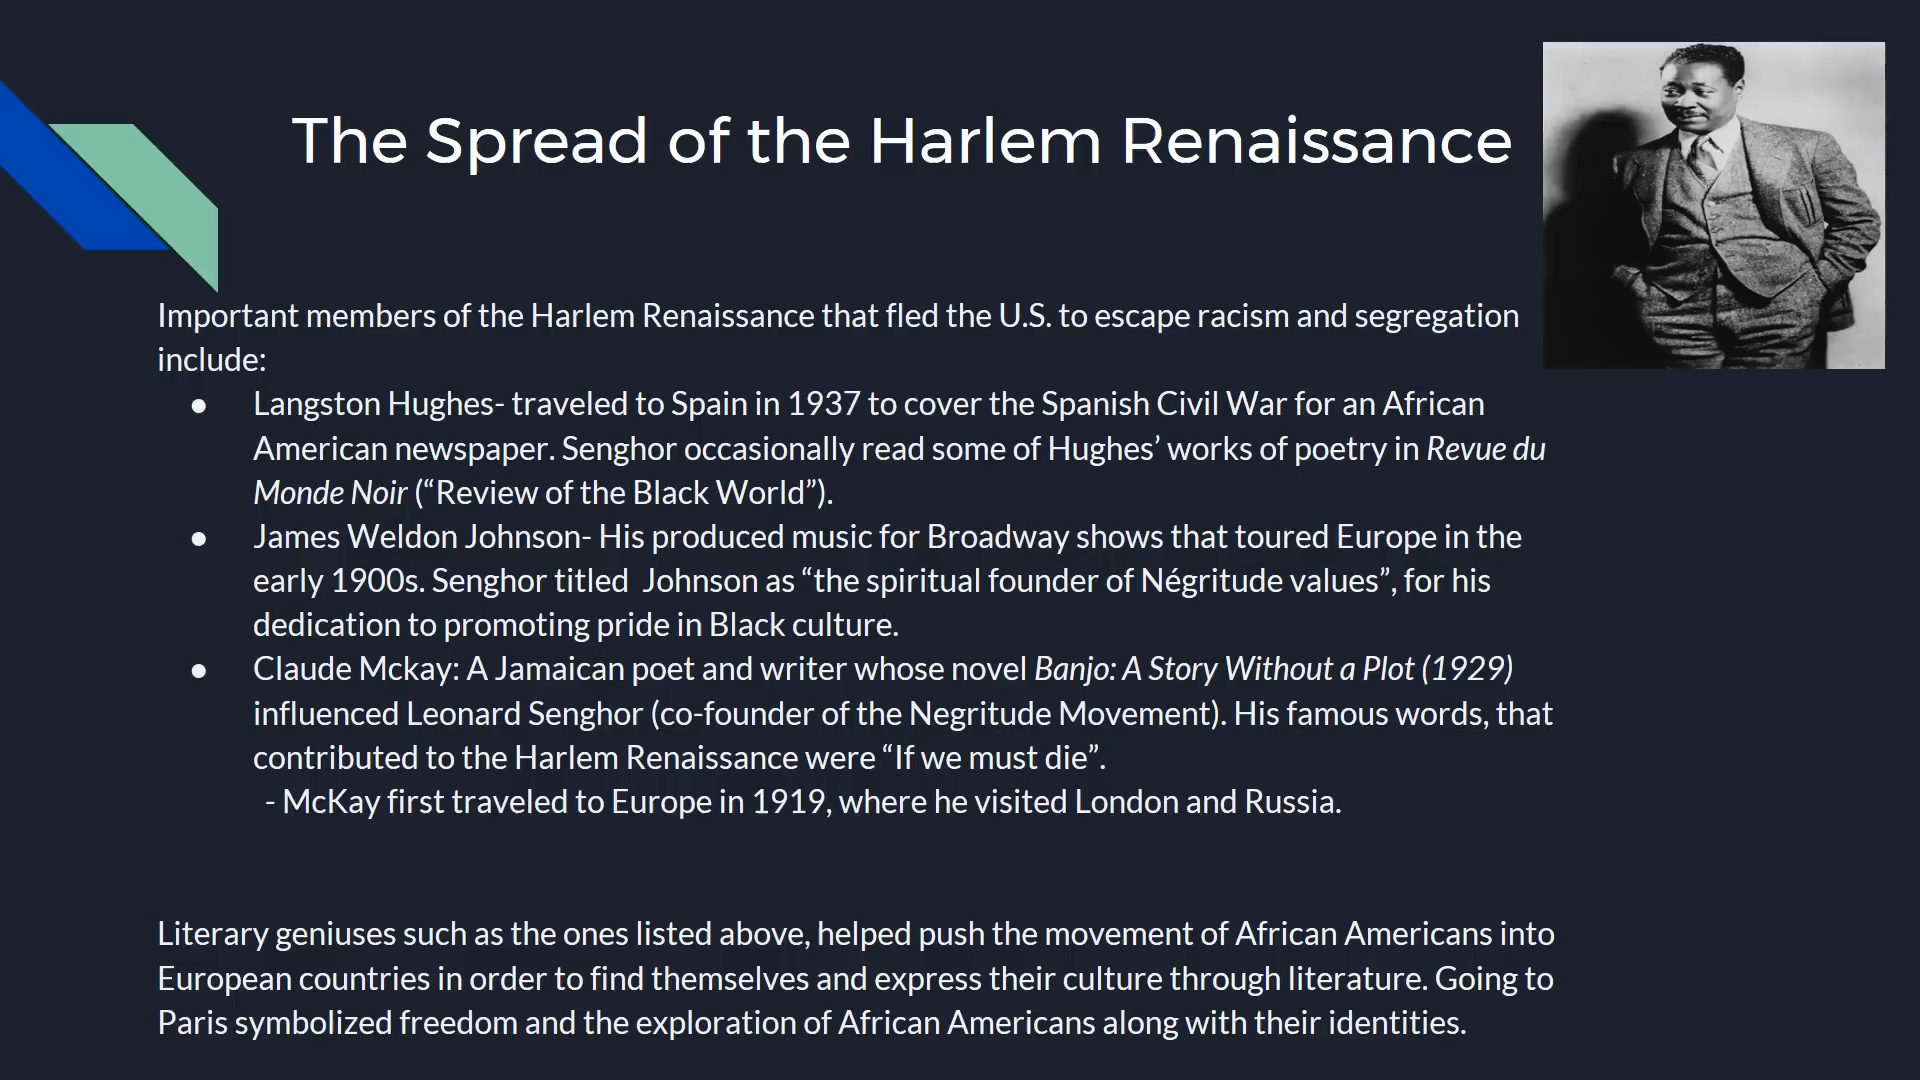 The Spread of the Harlem Renaissance
Important members of the Harlem Renaissance that fled the U.S. to escape racism and segregation
include:
● Langston Hughes- traveled to Spain in 1937 to cover the Spanish Civil War for an African
American newspaper. Senghor occasionally read some of Hughes’ works of poetry in Revue du
Monde Noir (“Review of the Black World”).
● James Weldon Johnson- His produced music for Broadway shows that toured Europe in the
early 1900s. Senghor titled  Johnson as “the spiritual founder of Négritude values”, for his
dedication to promoting pride in Black culture.
● Claude Mckay: A Jamaican poet and writer whose novel Banjo: A Story Without a Plot (1929)
influenced Leonard Senghor (co-founder of the Negritude Movement). His famous words, that
contributed to the Harlem Renaissance were “If we must die”.
- McKay first traveled to Europe in 1919, where he visited London and Russia.
Literary geniuses such as the ones listed above, helped push the movement of African Americans into
European countries in order to find themselves and express their culture through literature. Going to
Paris symbolized freedom and the exploration of African Americans along with their identities.